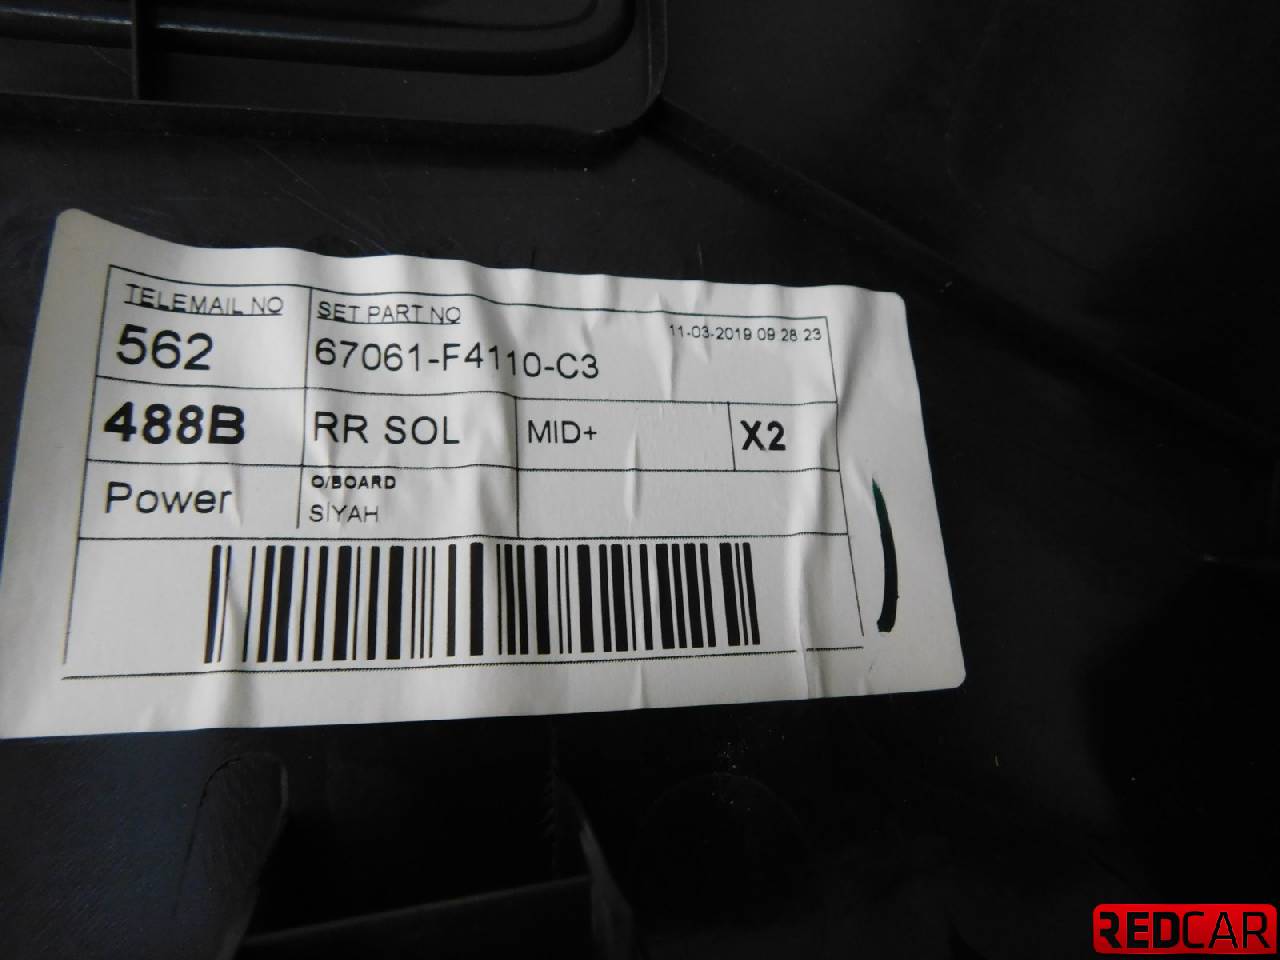 TELEMAIL NO
SET PART NO
11-03-2019 09 28 23
562
67061-F4110-C3
488B
RR SOL
MID+
X2
Power
O/BOARD
SIYAH
REDCAR